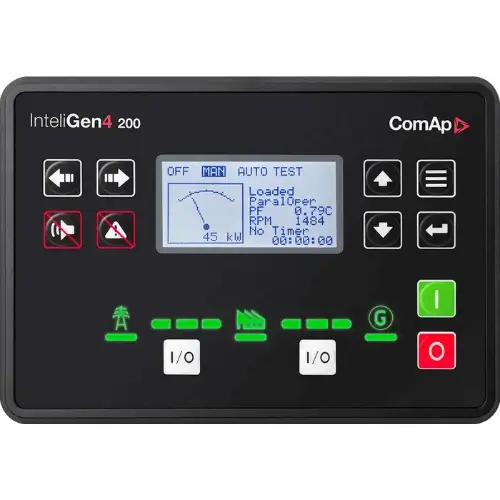 InteliGen4 200
ComAp
OFF MAN AUTO TEST
Loaded
ParalOper
PF 0.79C
RPM 1484
No Timer
00:00:00
45 kW
G
I
I/O
I/O
O